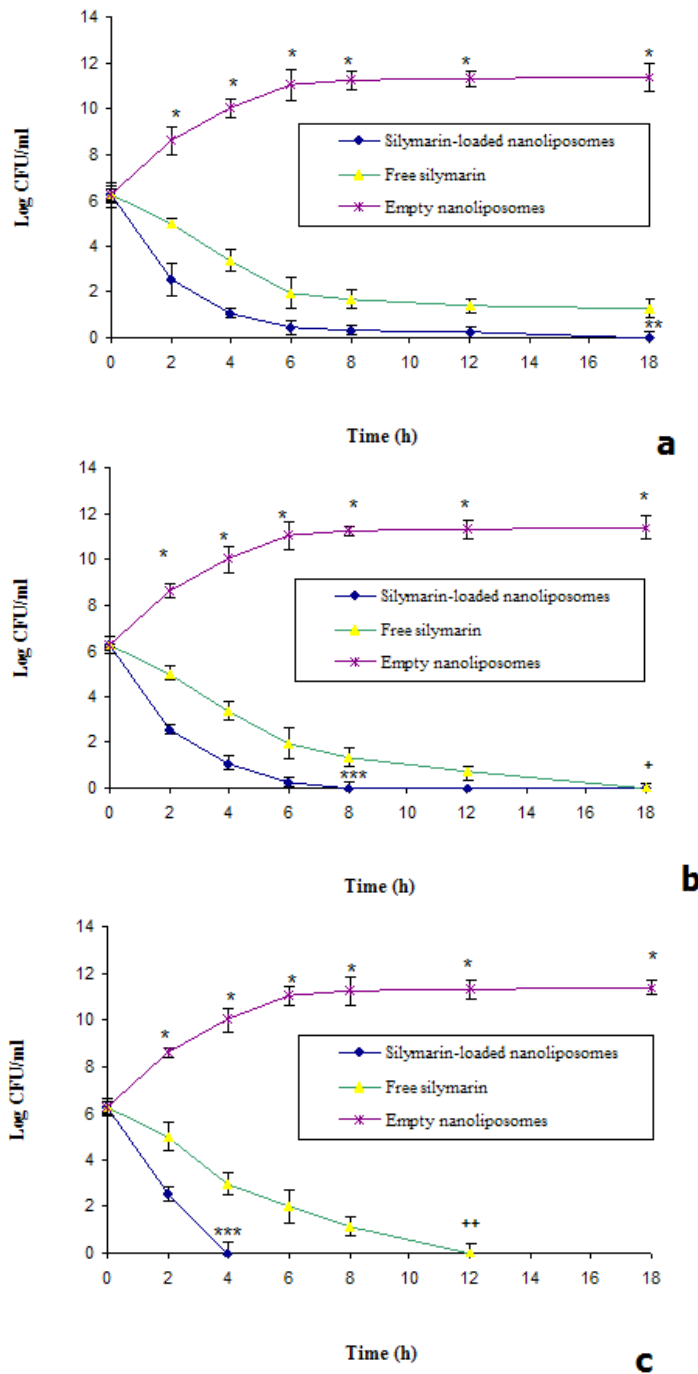 14
12
10
8
6
4
2
0
Log CFU/ml
* * * * * *
**
Silymarin-loaded nanoliposomes
Free silymarin
Empty nanoliposomes
0 2 4 6 8 10 12 14 16 18
Time (h)
a
14
12
10
8
6
4
2
0
Log CFU/ml
* * * * * *
*** +
Silymarin-loaded nanoliposomes
Free silymarin
Empty nanoliposomes
0 2 4 6 8 10 12 14 16 18
Time (h)
b
14
12
10
8
6
4
2
0
Log CFU/ml
* * * * * *
*** ++
Silymarin-loaded nanoliposomes
Free silymarin
Empty nanoliposomes
0 2 4 6 8 10 12 14 16 18
Time (h)
c